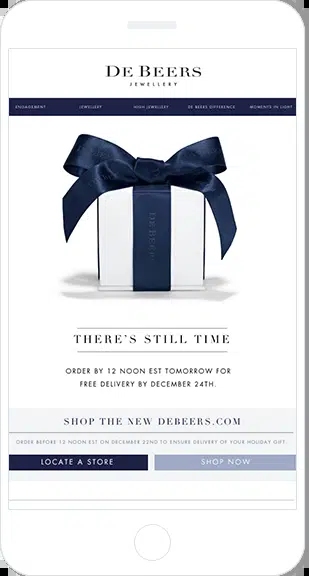 DE BEERS
JEWELLERY
ENGAGEMENT JEWELLERY HIGH JEWELLERY DE BEERS DIFFERENCE MOMENTS IN LIGHT
DE BEERS
THERE'S STILL TIME
ORDER BY 12 NOON EST TOMORROW FOR
FREE DELIVERY BY DECEMBER 24TH.
SHOP THE NEW DEBEERS.COM
ORDER BEFORE 12 NOON EST ON DECEMBER 22ND TO ENSURE DELIVERY OF YOUR HOLIDAY GIFT.
LOCATE A STORE SHOP NOW